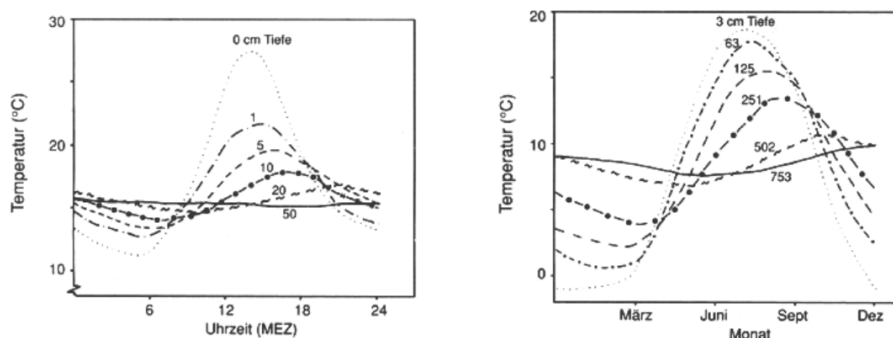 30
20
10
Temperatur (°C)
0 cm Tiefe
1
5
10
20
50
6 12 18 24
Uhrzeit (MEZ)
20
10
0
Temperatur (°C)
3 cm Tiefe
63
125
251
502
753
März Juni Sept Dez
Monat